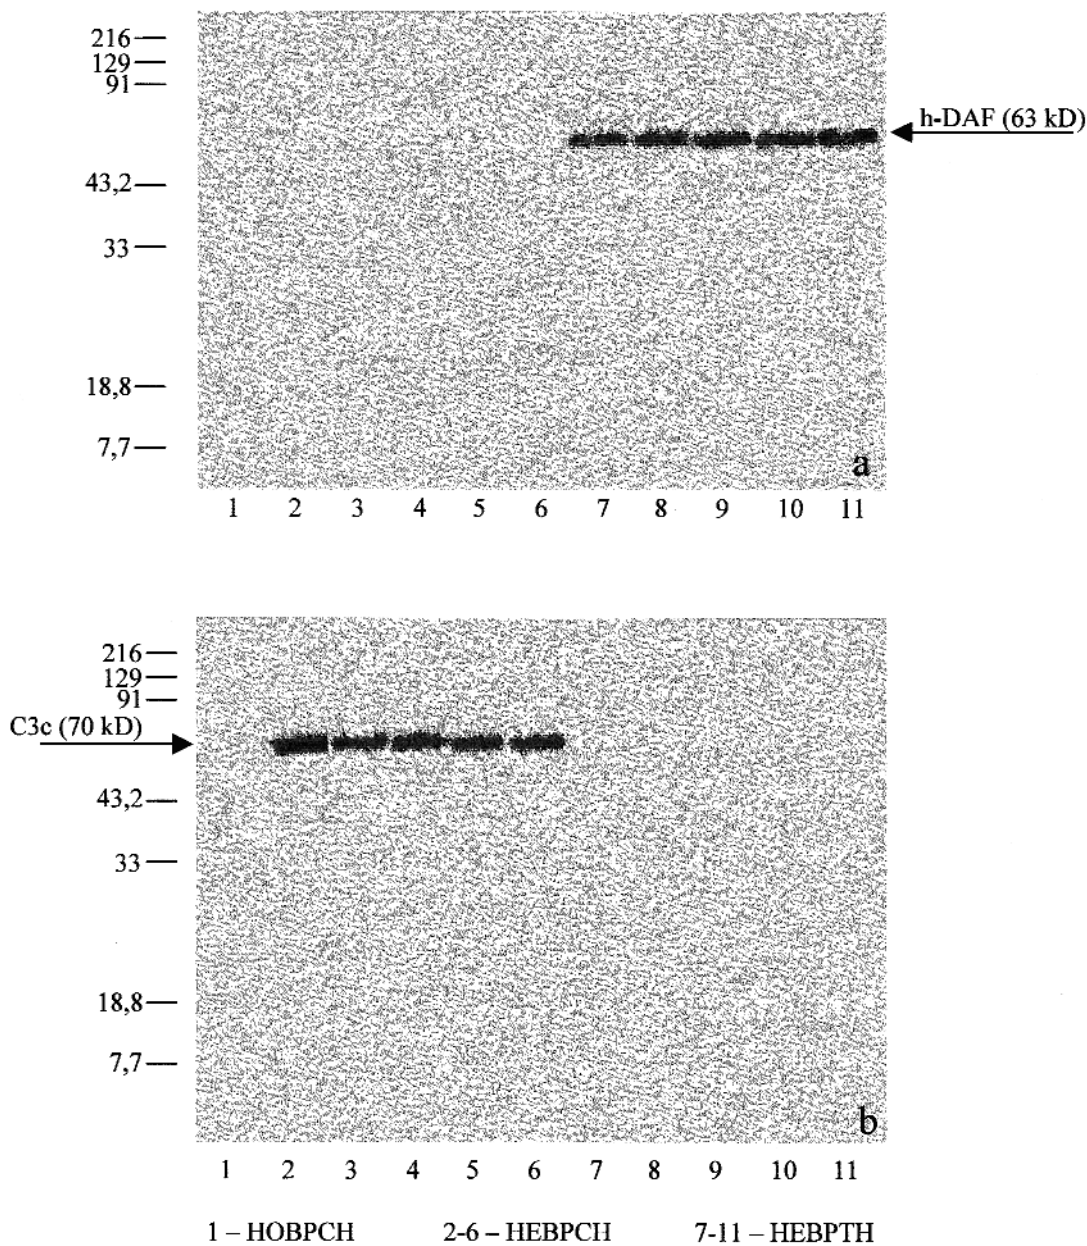 216
129
91
h-DAF (63 kD)
43,2
33
18,8
7,7
a
1 2 3 4 5 6 7 8 9 10 11
216
129
91
C3c (70 kD)
43,2
33
18,8
7,7
b
1 2 3 4 5 6 7 8 9 10 11
1 – HOBPCH 2-6 – HEBPCH 7-11 – HEBPTH